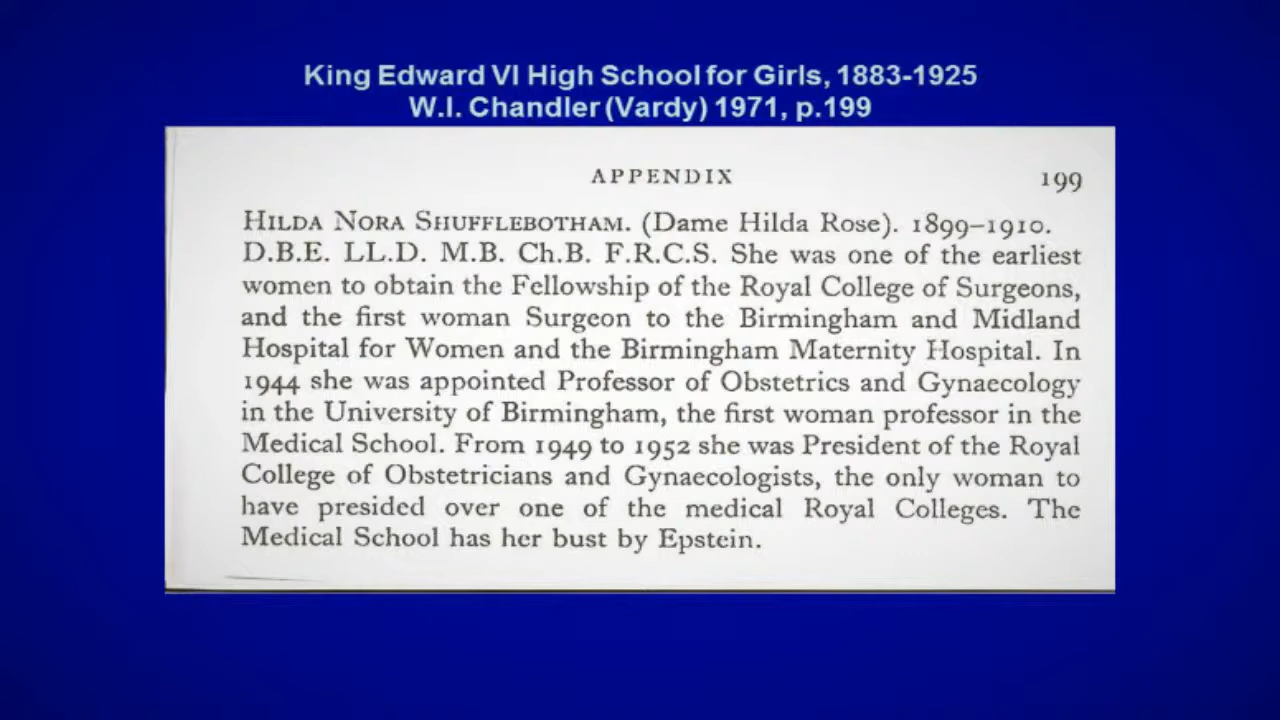 King Edward VI High School for Girls, 1883-1925
W.I. Chandler (Vardy) 1971, p.199
APPENDIX 199
HILDA NORA SHUFFLEBOTHAM. (Dame Hilda Rose). 1899–1910.
D.B.E. LL.D. M.B. Ch.B. F.R.C.S. She was one of the earliest
women to obtain the Fellowship of the Royal College of Surgeons,
and the first woman Surgeon to the Birmingham and Midland
Hospital for Women and the Birmingham Maternity Hospital. In
1944 she was appointed Professor of Obstetrics and Gynaecology
in the University of Birmingham, the first woman professor in the
Medical School. From 1949 to 1952 she was President of the Royal
College of Obstetricians and Gynaecologists, the only woman to
have presided over one of the medical Royal Colleges. The
Medical School has her bust by Epstein.